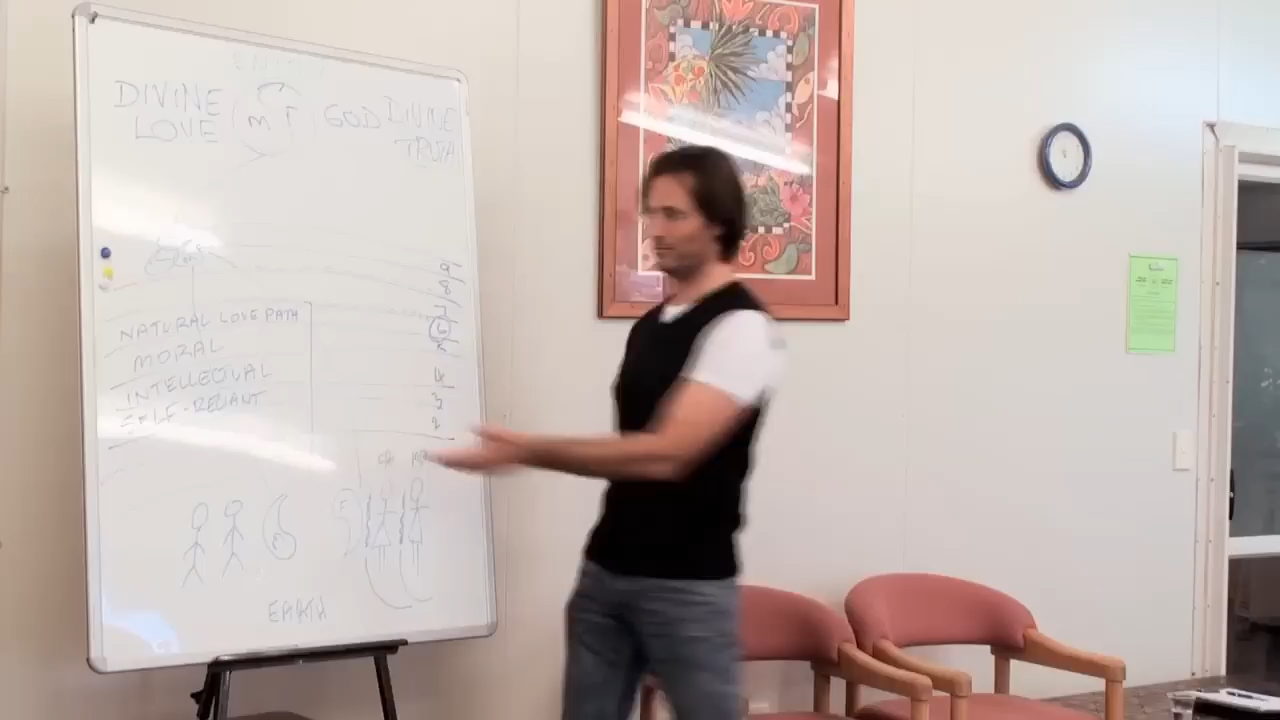 DIVINE
LOVE
M T
GOD
DIVINE
TRUTH
9
8
7
6
5
NATURAL LOVE PATH
MORAL
INTELLECUAL
SELF-RELIANT
4
3
2
EARTH